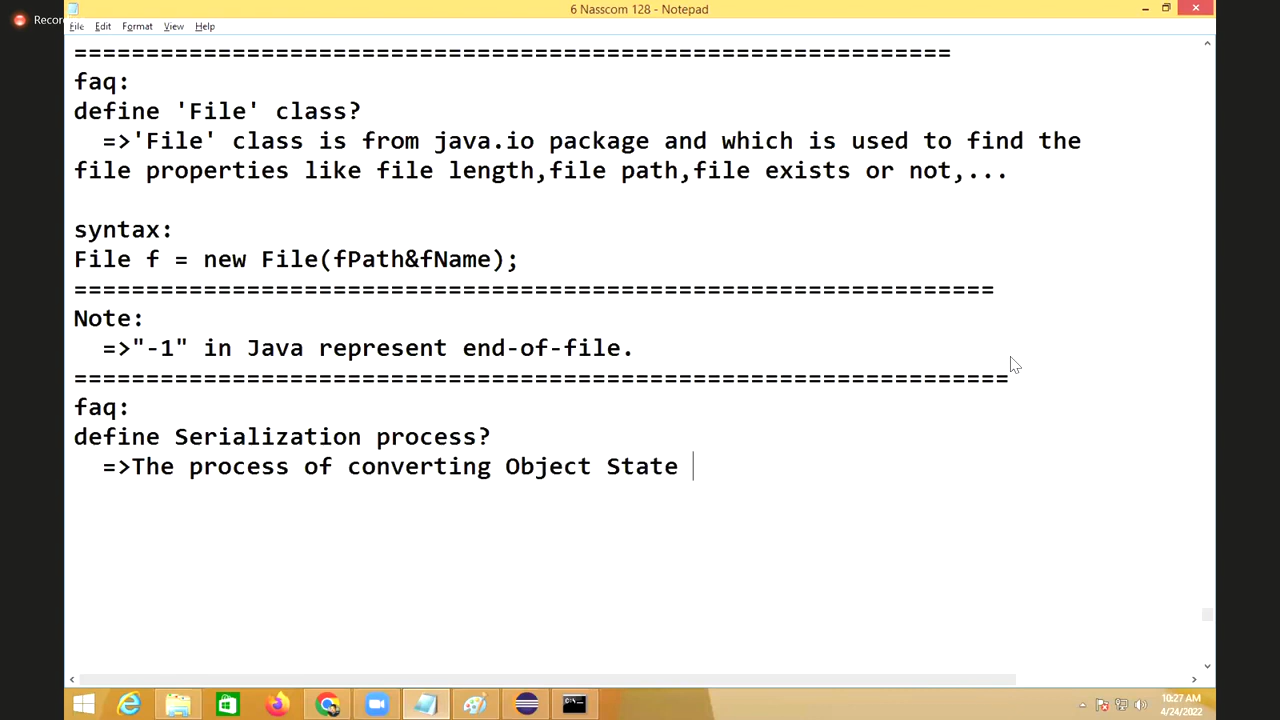 Recor
6 Nasscom 128 - Notepad
File Edit Format View Help
=============================================================
faq:
define 'File' class?
=>'File' class is from java.io package and which is used to find the
file properties like file length,file path,file exists or not,...
syntax:
File f = new File(fPath&fName);
================================================================
Note:
=>"-1" in Java represent end-of-file.
=================================================================
faq:
define Serialization process?
=>The process of converting Object State
10:27 AM
4/24/2022